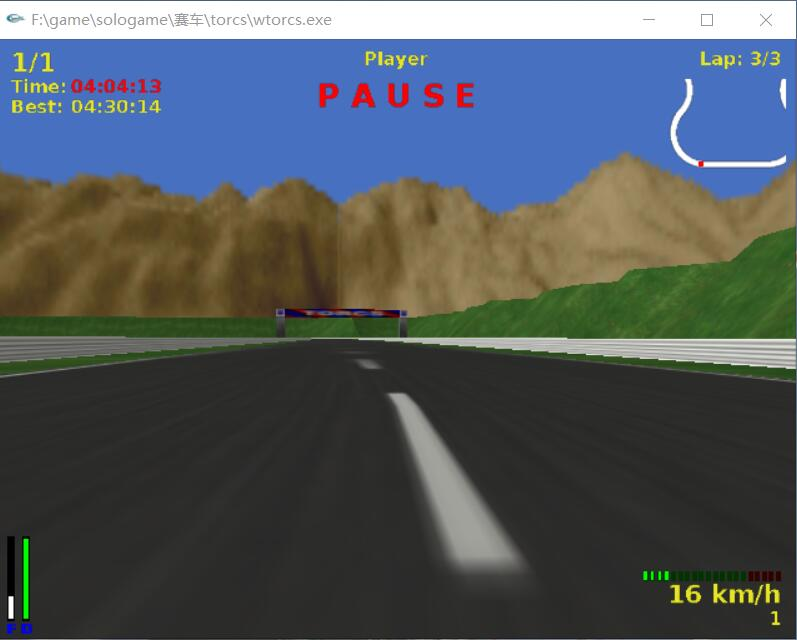 F:\game\sologame\赛车\torcs\wtorcs.exe
1/1
Player
Lap: 3/3
Time: 04:04:13
Best: 04:30:14
P A U S E
TORCS
16 km/h
1
F D